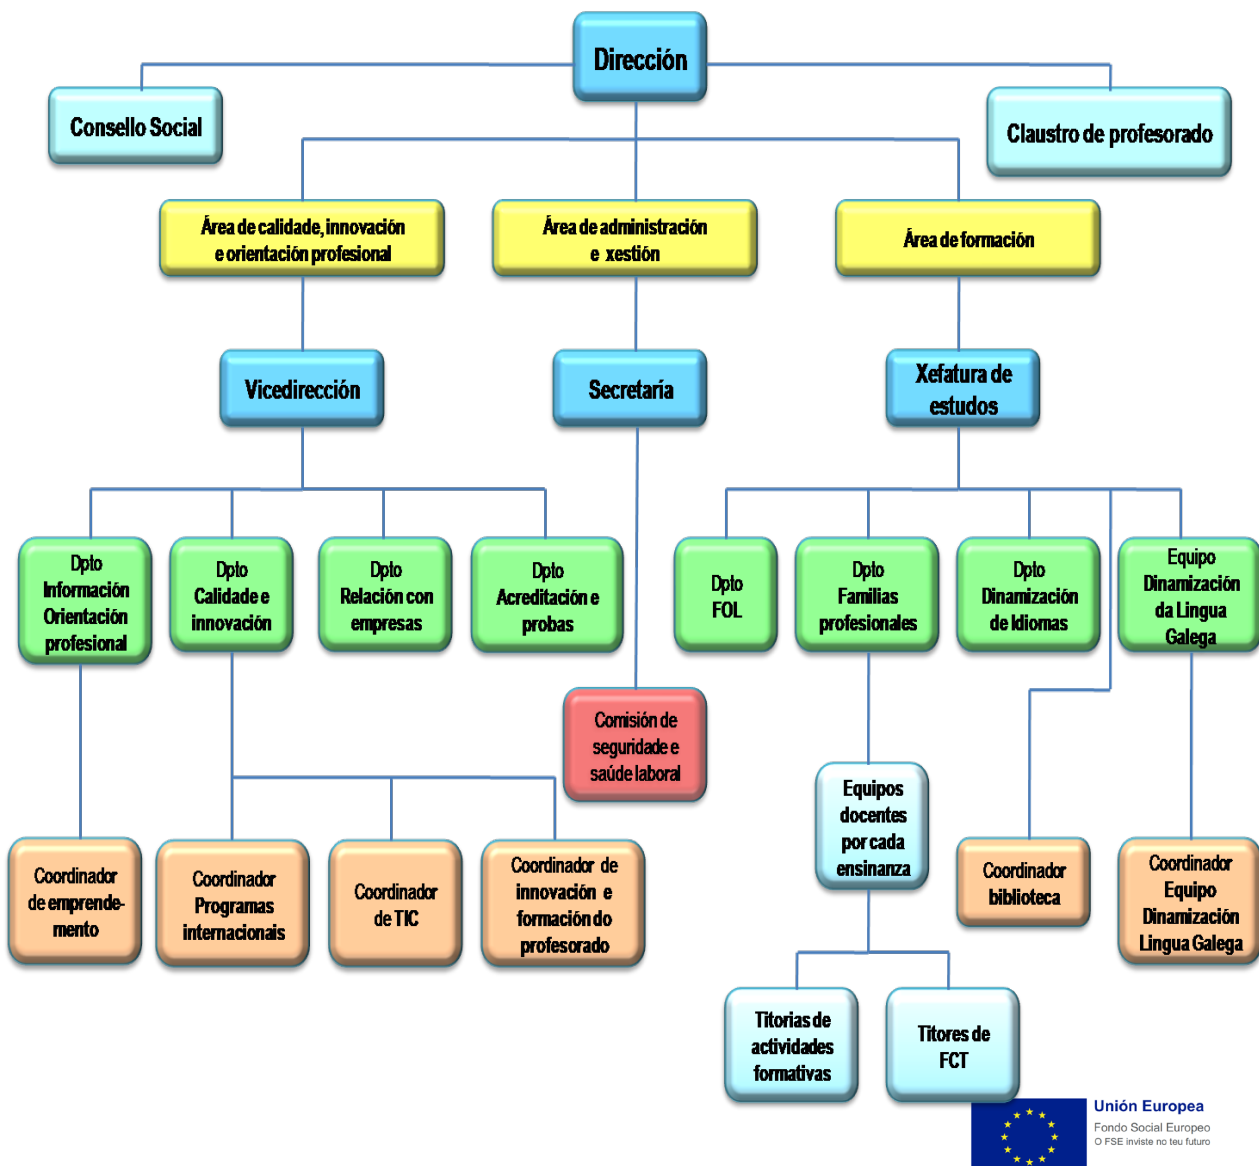 Dirección
Consello Social
Claustro de profesorado
Área de calidade, innovación
e orientación profesional
Área de administración
e xestión
Área de formación
Vicedirección
Secretaría
Xefatura de
estudos
Dpto
Información
Orientación
profesional
Dpto
Calidade e
innovación
Dpto
Relación con
empresas
Dpto
Acreditación e
probas
Dpto
FOL
Dpto
Familias
profesionales
Dpto
Dinamización
de Idiomas
Equipo
Dinamización
da Lingua
Galega
Comisión de
seguridade e
saúde laboral
Equipos
docentes
por cada
ensinanza
Coordinador
de emprende-
mento
Coordinador
Programas
internacionais
Coordinador
de TIC
Coordinador de
innovación e
formación do
profesorado
Coordinador
biblioteca
Coordinador
Equipo
Dinamización
Lingua Galega
Titorias de
actividades
formativas
Titores de
FCT
Unión Europea
Fondo Social Europeo
O FSE inviste no teu futuro